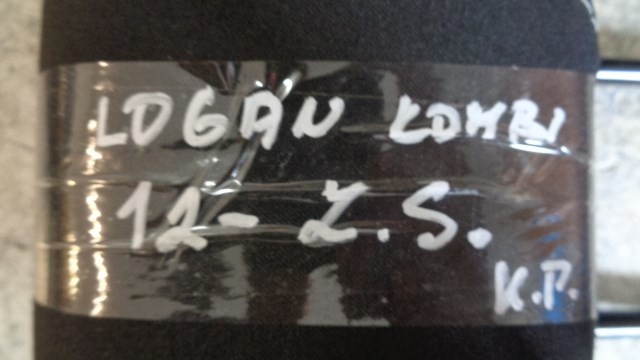 LOGAN KOMBI
12- Z.S.
K.P.